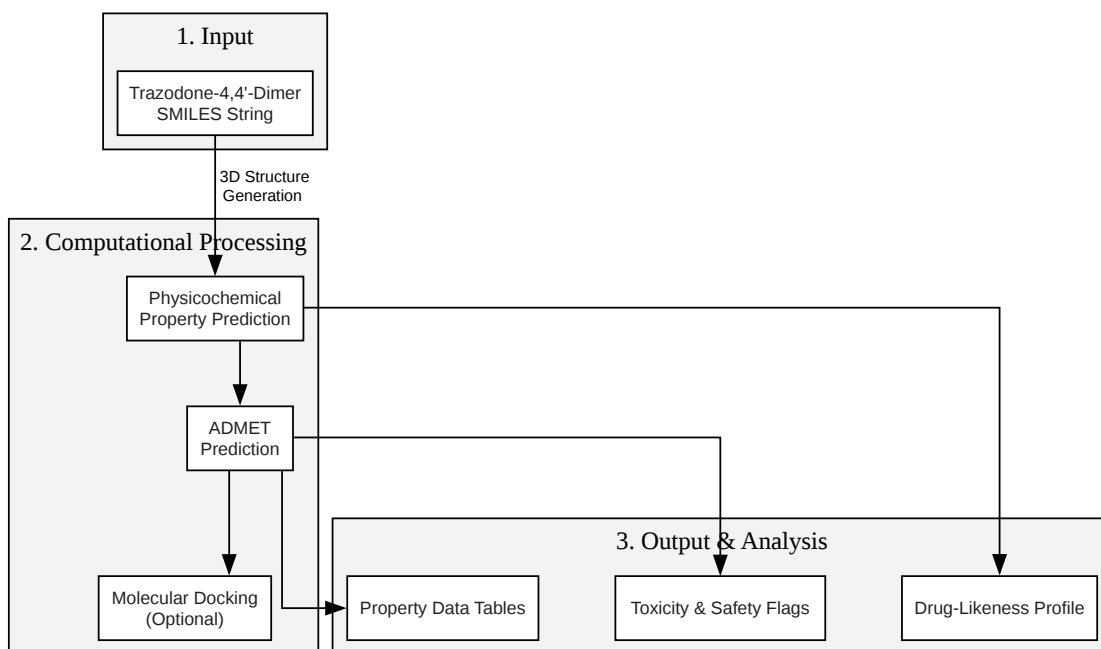 1. Input
Trazodone-4,4'-Dimer
SMILES String
3D Structure
Generation
2. Computational Processing
Physicochemical
Property Prediction
ADMET
Prediction
Molecular Docking
(Optional)
3. Output & Analysis
Property Data Tables
Toxicity & Safety Flags
Drug-Likeness Profile